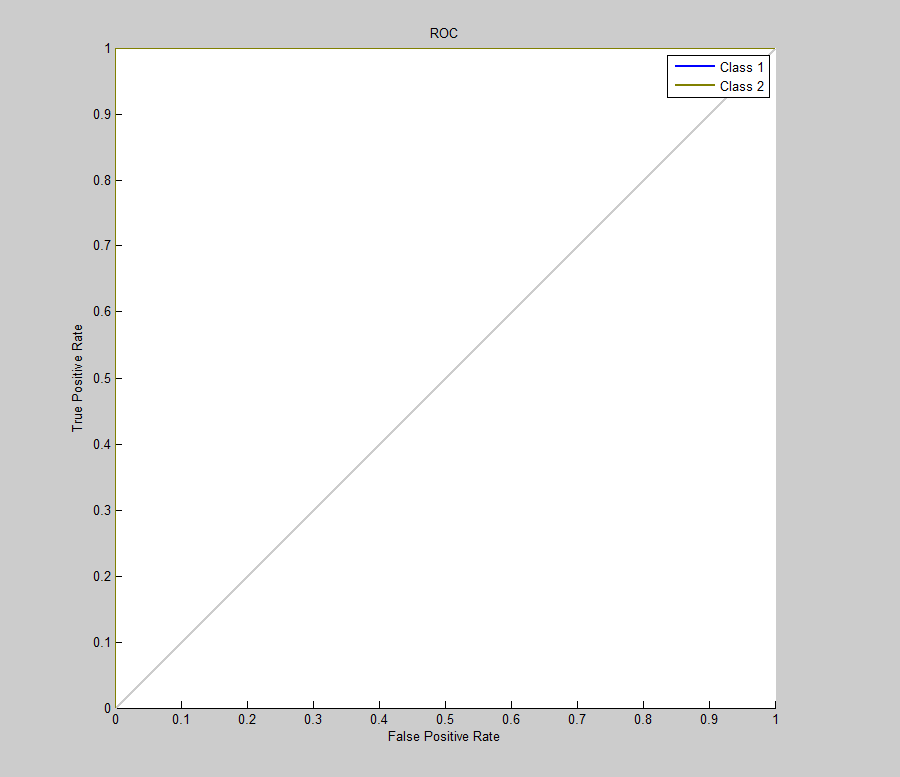 ROC
Class 1
Class 2
1
0.9
0.8
0.7
0.6
0.5
0.4
0.3
0.2
0.1
0
True Positive Rate
0 0.1 0.2 0.3 0.4 0.5 0.6 0.7 0.8 0.9 1
False Positive Rate